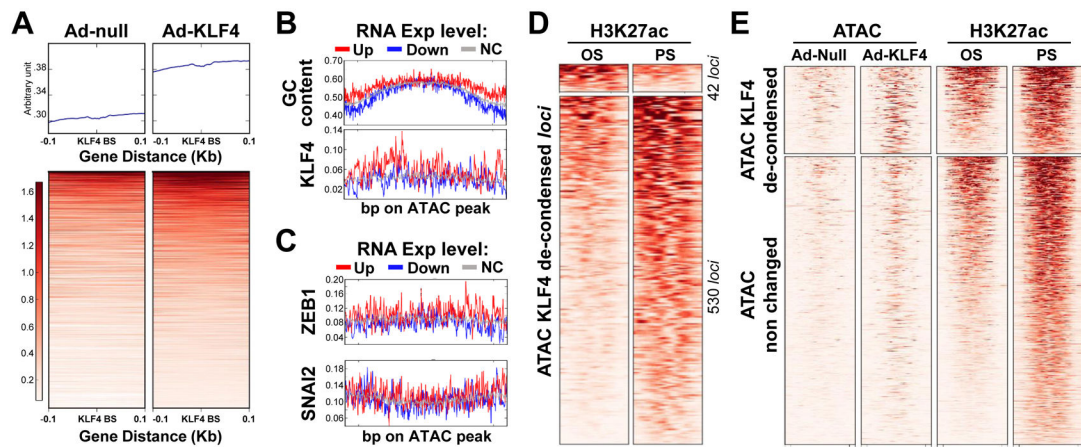 A
Ad-null
Ad-KLF4
Arbitrary unit
.38
.30
-0.1 KLF4 BS 0.1
-0.1 KLF4 BS 0.1
Gene Distance (Kb)
Gene Distance (Kb)
1.6
1.4
1.2
1.0
0.8
0.6
0.4
0.2
-0.1 KLF4 BS 0.1
-0.1 KLF4 BS 0.1
Gene Distance (Kb)
Gene Distance (Kb)
B
RNA Exp level:
Up Down NC
GC content
0.70
0.60
0.50
0.40
KLF4
0.14
0.10
0.06
0.02
bp on ATAC peak
C
RNA Exp level:
Up Down NC
ZEB1
0.20
0.16
0.12
0.08
0.04
SNAI2
0.18
0.14
0.10
0.06
bp on ATAC peak
D
H3K27ac
OS PS
ATAC KLF4 de-condensed loci
42 loci
530 loci
E
ATAC
H3K27ac
Ad-Null Ad-KLF4 OS PS
ATAC KLF4
de-condensed
ATAC
non changed